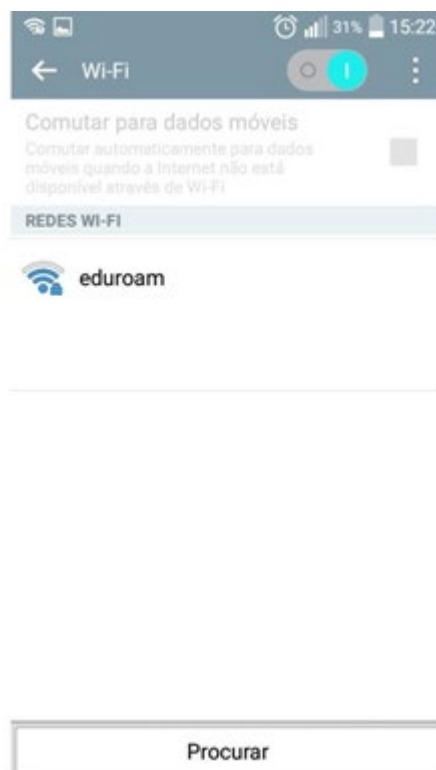 31% 15:22
Wi-Fi
Comutar para dados móveis
Comutar automaticamente para dados
móveis quando a Internet não está
disponível através de Wi-Fi
REDES WI-FI
eduroam
Procurar